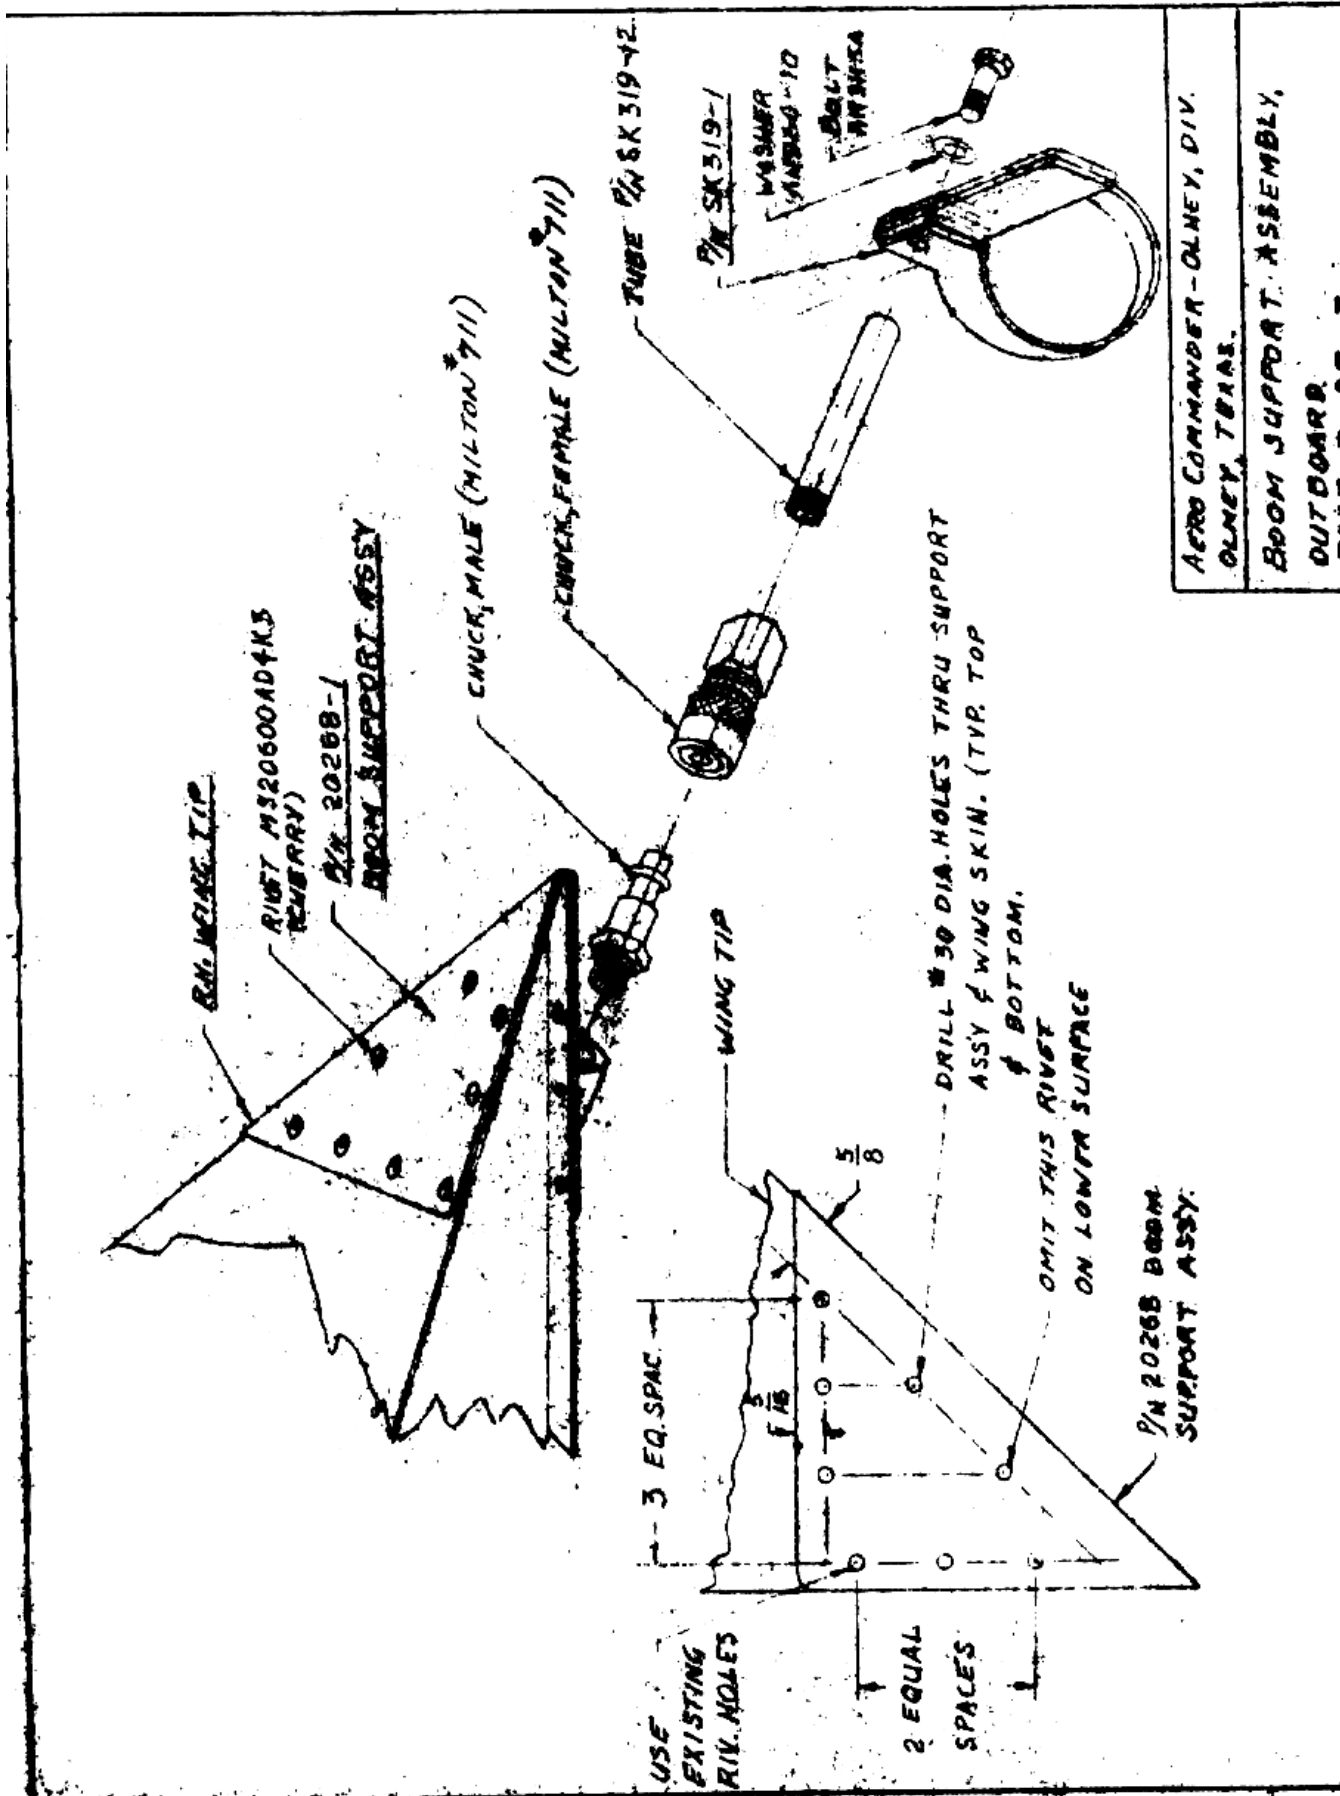 R.H. WING TIP
RIVET MS20600AD4K3
(CHERRY)
P/N 20268-1
BOOM SUPPORT ASSY
CHUCK, MALE (MILTON # 711)
CHUCK, FEMALE (MILTON # 711)
TUBE P/N SK319-42
P/N SK319-1
WASHER
BOLT
USE
EXISTING
RIV. HOLES
3 EQ. SPAC.
5/16
5/8
2 EQUAL
SPACES
WING TIP
DRILL #30 DIA. HOLES THRU SUPPORT
ASSY & WING SKIN. (TYP. TOP
& BOTTOM.
OMIT THIS RIVET
ON LOWER SURFACE
P/N 20268 BOOM
SUPPORT ASSY.
AERO COMMANDER-OLNEY, DIV.
OLNEY, TEXAS.
BOOM SUPPORT ASSEMBLY,
OUTBOARD